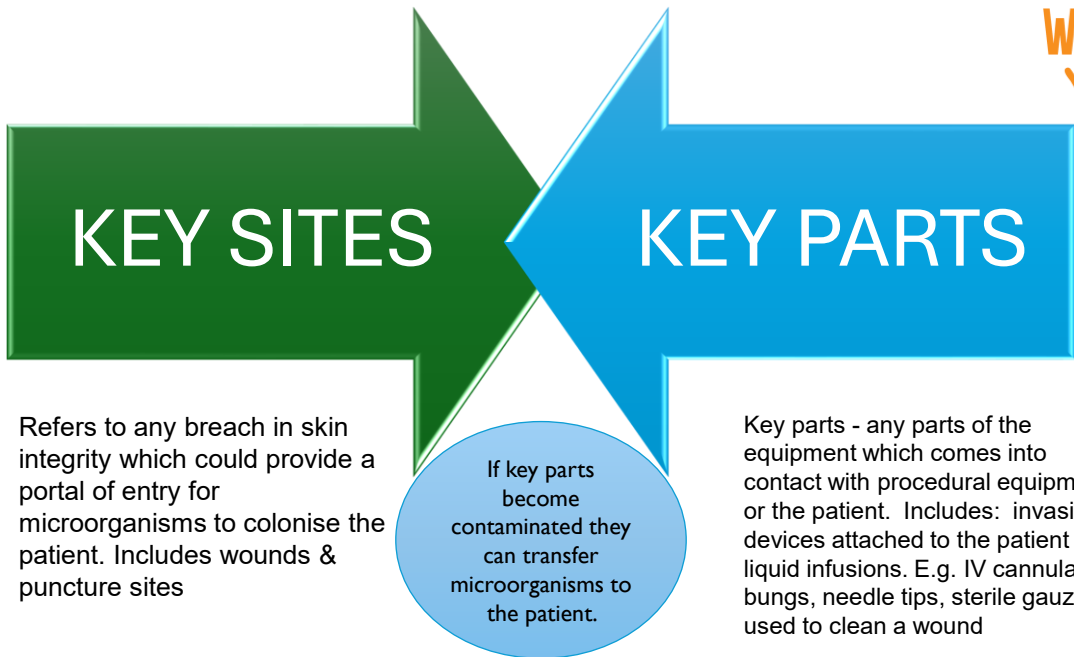 KEY SITES
KEY PARTS
Refers to any breach in skin
integrity which could provide a
portal of entry for
microorganisms to colonise the
patient. Includes wounds &
puncture sites
If key parts
become
contaminated they
can transfer
microorganisms to
the patient.
Key parts - any parts of the
equipment which comes into
contact with procedural
or the patient. Includes:
devices attached to the patient
liquid infusions. E.g. IV
bungs, needle tips, sterile
used to clean a wound